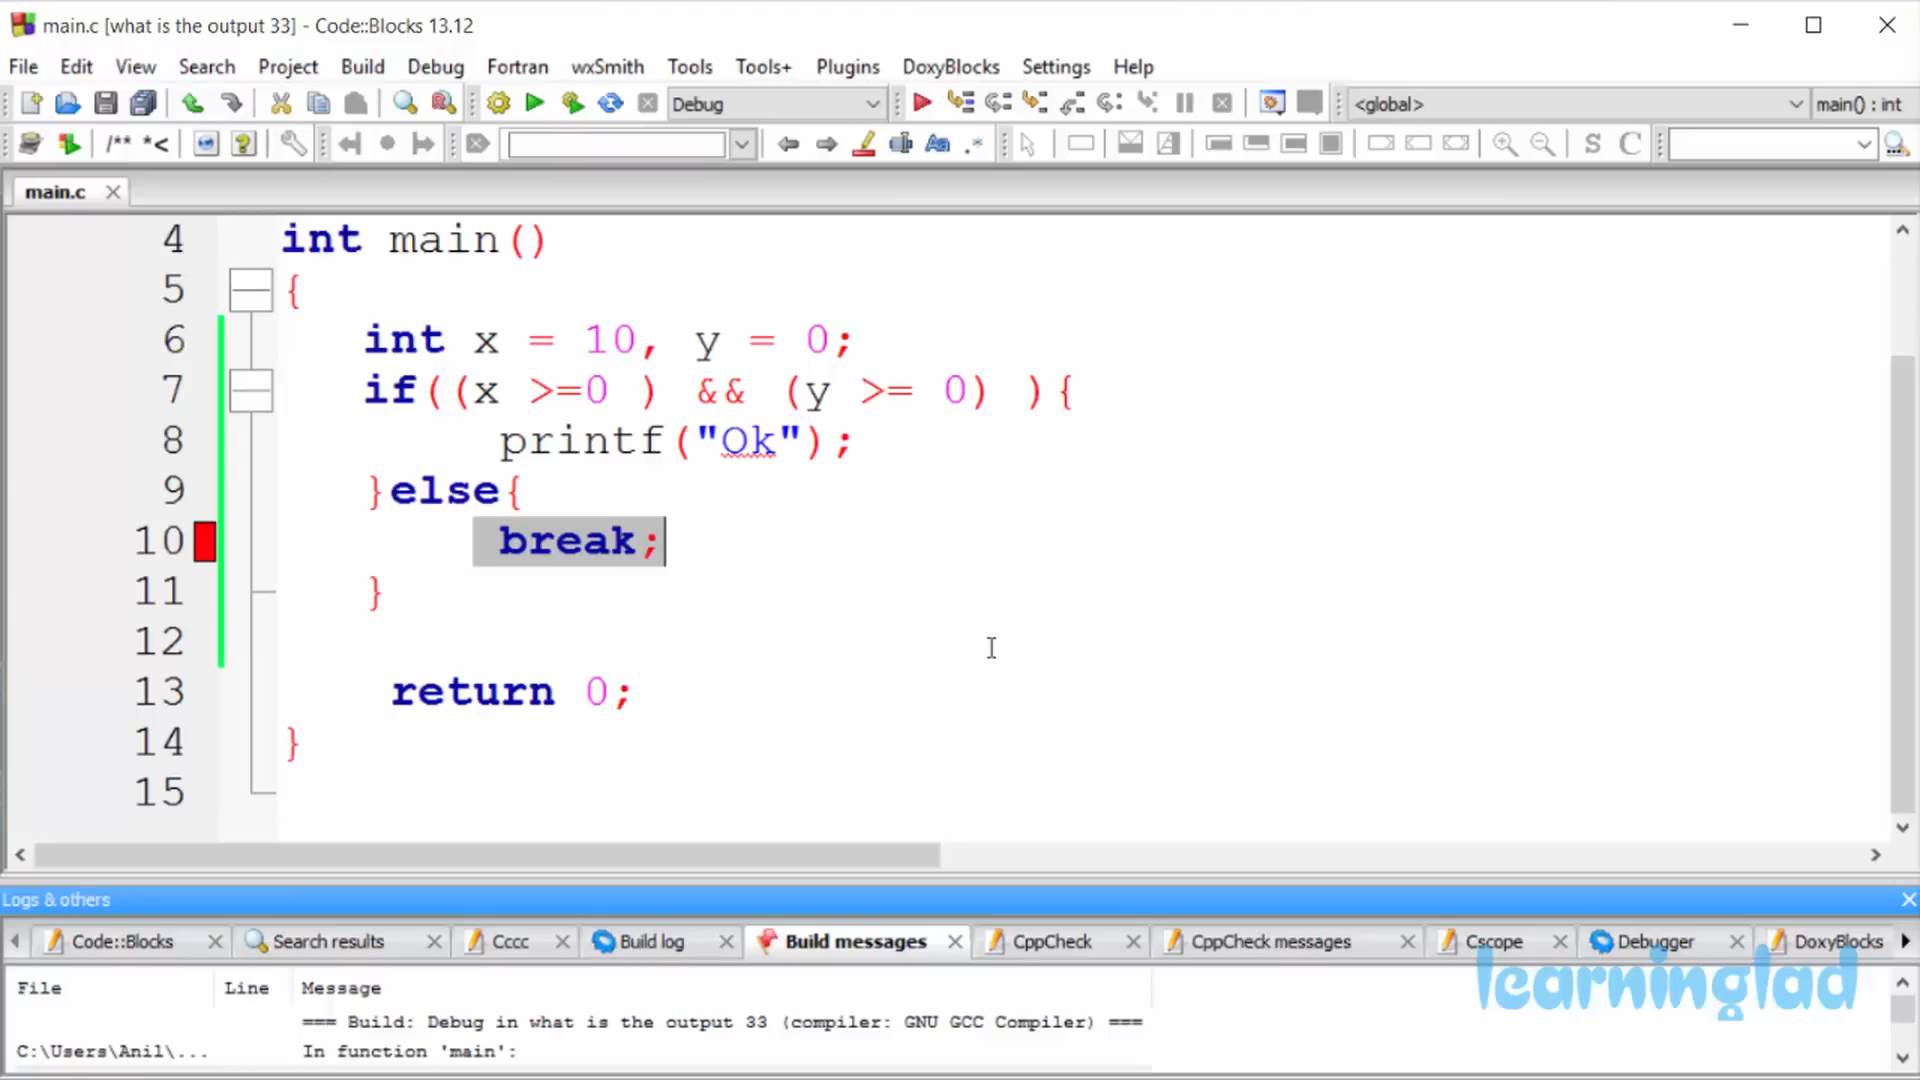 main.c [what is the output 33] - Code::Blocks 13.12
File Edit View Search Project Build Debug Fortran wxSmith Tools Tools+ Plugins DoxyBlocks Settings Help
Debug <global> main() : int
/** *< S C
main.c
4 int main()
5 {
6 int x = 10, y = 0;
7 if((x >=0 ) && (y >= 0) ){
8 printf("Ok");
9 }else{
10 break;
11 }
12
13 return 0;
14 }
15
Logs & others
Code::Blocks Search results Cccc Build log Build messages CppCheck CppCheck messages Cscope Debugger DoxyBlocks
learninglad
File Line Message
=== Build: Debug in what is the output 33 (compiler: GNU GCC Compiler) ===
C:\Users\Anil\... In function 'main':